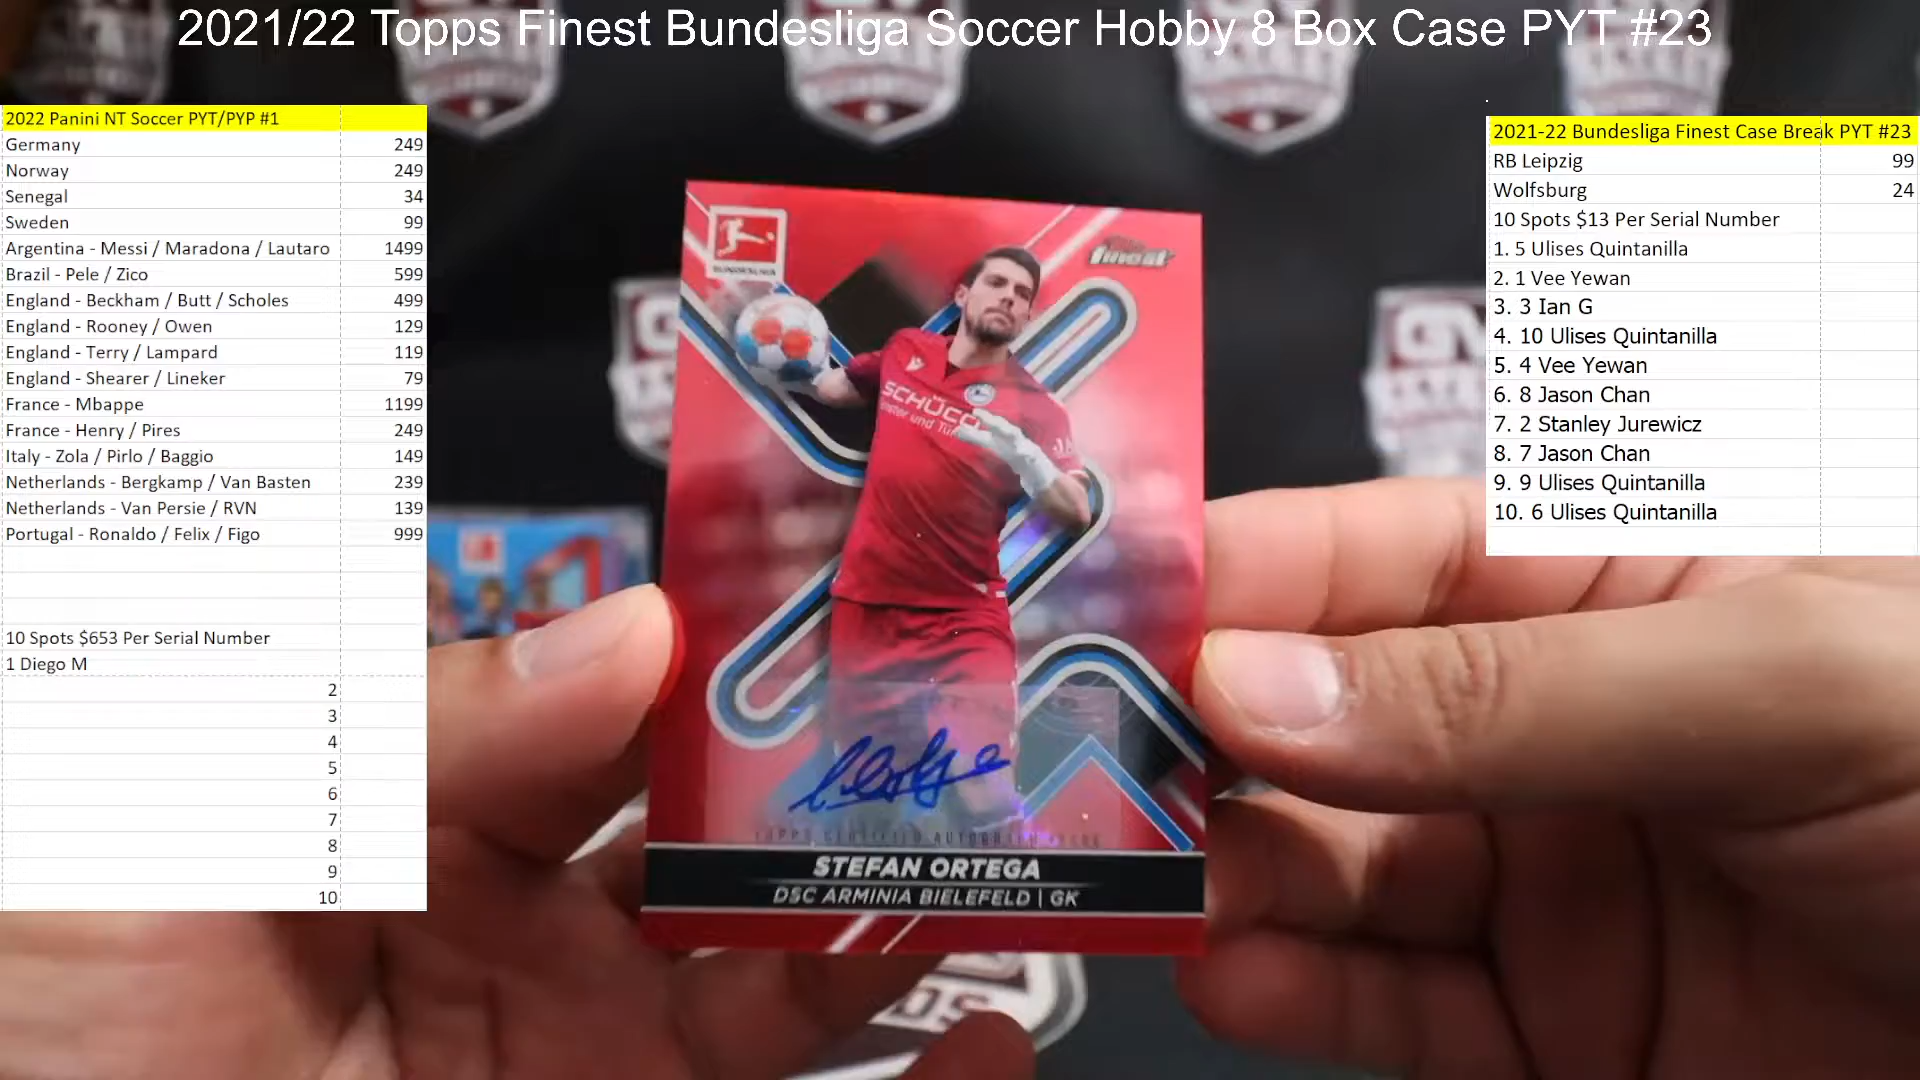 2021/22 Topps Finest Bundesliga Soccer Hobby 8 Box Case PYT #23
2022 Panini NT Soccer PYT/PYP #1
Germany 249
Norway 249
Senegal 34
Sweden 99
Argentina - Messi / Maradona / Lautaro 1499
Brazil - Pele / Zico 599
England - Beckham / Butt / Scholes 499
England - Rooney / Owen 129
England - Terry / Lampard 119
England - Shearer / Lineker 79
France - Mbappe 1199
France - Henry / Pires 249
Italy - Zola / Pirlo / Baggio 149
Netherlands - Bergkamp / Van Basten 239
Netherlands - Van Persie / RVN 139
Portugal - Ronaldo / Felix / Figo 999
10 Spots $653 Per Serial Number
1 Diego M
2
3
4
5
6
7
8
9
10
2021-22 Bundesliga Finest Case Break PYT #23
RB Leipzig 99
Wolfsburg 24
10 Spots $13 Per Serial Number
1. 5 Ulises Quintanilla
2. 1 Vee Yewan
3. 3 Ian G
4. 10 Ulises Quintanilla
5. 4 Vee Yewan
6. 8 Jason Chan
7. 2 Stanley Jurewicz
8. 7 Jason Chan
9. 9 Ulises Quintanilla
10. 6 Ulises Quintanilla
BUNDESLIGA
finest
SCHÜCO
TOPPS CERTIFIED AUTOGRAPH ISSUE
STEFAN ORTEGA
DSC ARMINIA BIELEFELD | GK